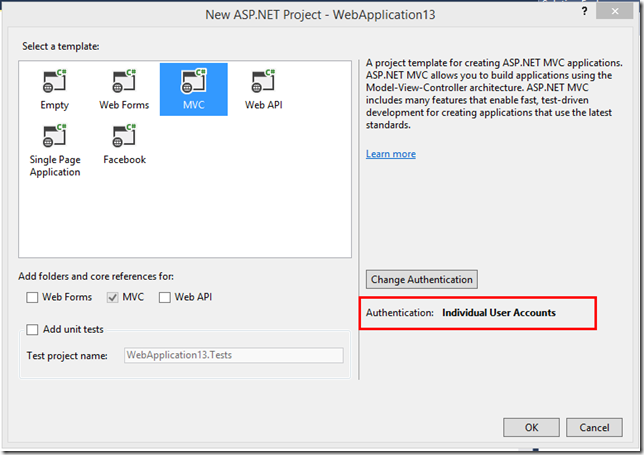 New ASP.NET Project - WebApplication13
?
Select a template:
Empty
Web Forms
MVC
Web API
Single Page
Application
Facebook
A project template for creating ASP.NET MVC applications.
ASP.NET MVC allows you to build applications using the
Model-View-Controller architecture. ASP.NET MVC
includes many features that enable fast, test-driven
development for creating applications that use the latest
standards.
Learn more
Add folders and core references for:
Web Forms
MVC
Web API
Add unit tests
Test project name:
WebApplication13.Tests
Change Authentication
Authentication: Individual User Accounts
OK
Cancel